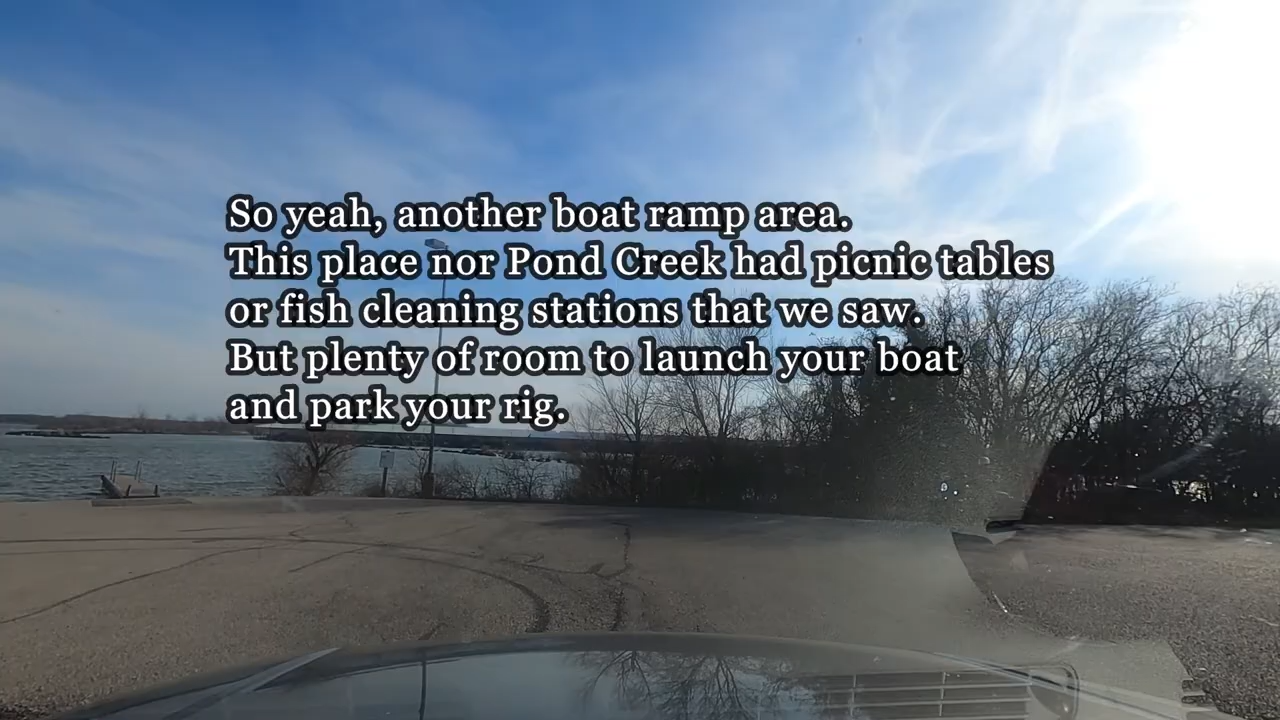 So yeah, another boat ramp area.
This place nor Pond Creek had picnic tables
or fish cleaning stations that we saw.
But plenty of room to launch your boat
and park your rig.